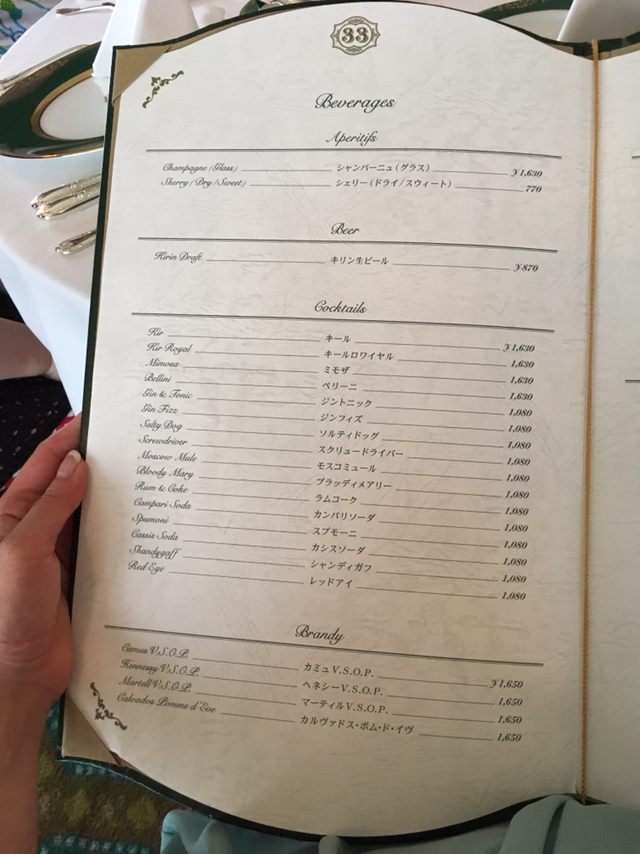 33
Beverages
Aperitifs
Champagne (Glass) シャンパーニュ (グラス) ¥1,630
Sherry (Dry/Sweet) シェリー (ドライ/スウィート) 770
Beer
Kirin Draft キリン生ビール ¥870
Cocktails
Kir キール ¥1,630
Kir Royal キールロワイヤル 1,630
Mimosa ミモザ 1,630
Bellini ベリーニ 1,630
Gin & Tonic ジントニック 1,080
Gin Fizz ジンフィズ 1,080
Salty Dog ソルティドッグ 1,080
Screwdriver スクリュードライバー 1,080
Moscow Mule モスコミュール 1,080
Bloody Mary ブラッディメアリー 1,080
Rum & Coke ラムコーク 1,080
Campari Soda カンパリソーダ 1,080
Spumoni スプモーニ 1,080
Cassis Soda カシスソーダ 1,080
Shandygaff シャンディガフ 1,080
Red Eye レッドアイ 1,080
Brandy
Camus V.S.O.P. カミュV.S.O.P. ¥1,650
Hennessy V.S.O.P. ヘネシーV.S.O.P. 1,650
Martell V.S.O.P. マーテルV.S.O.P. 1,650
Calvados Pomme d'Eve カルヴァドス・ポム・ド・イヴ 1,650